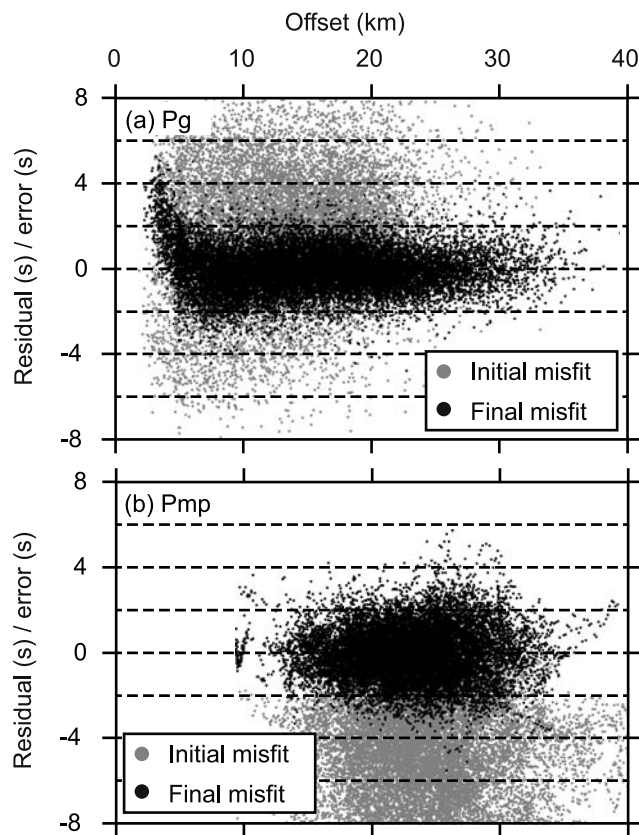 Offset (km)
0 10 20 30 40
8
(a) Pg
4
0
-4
-8
Residual (s) / error (s)
Initial misfit
Final misfit
8
(b) Pmp
4
0
-4
-8
Residual (s) / error (s)
Initial misfit
Final misfit